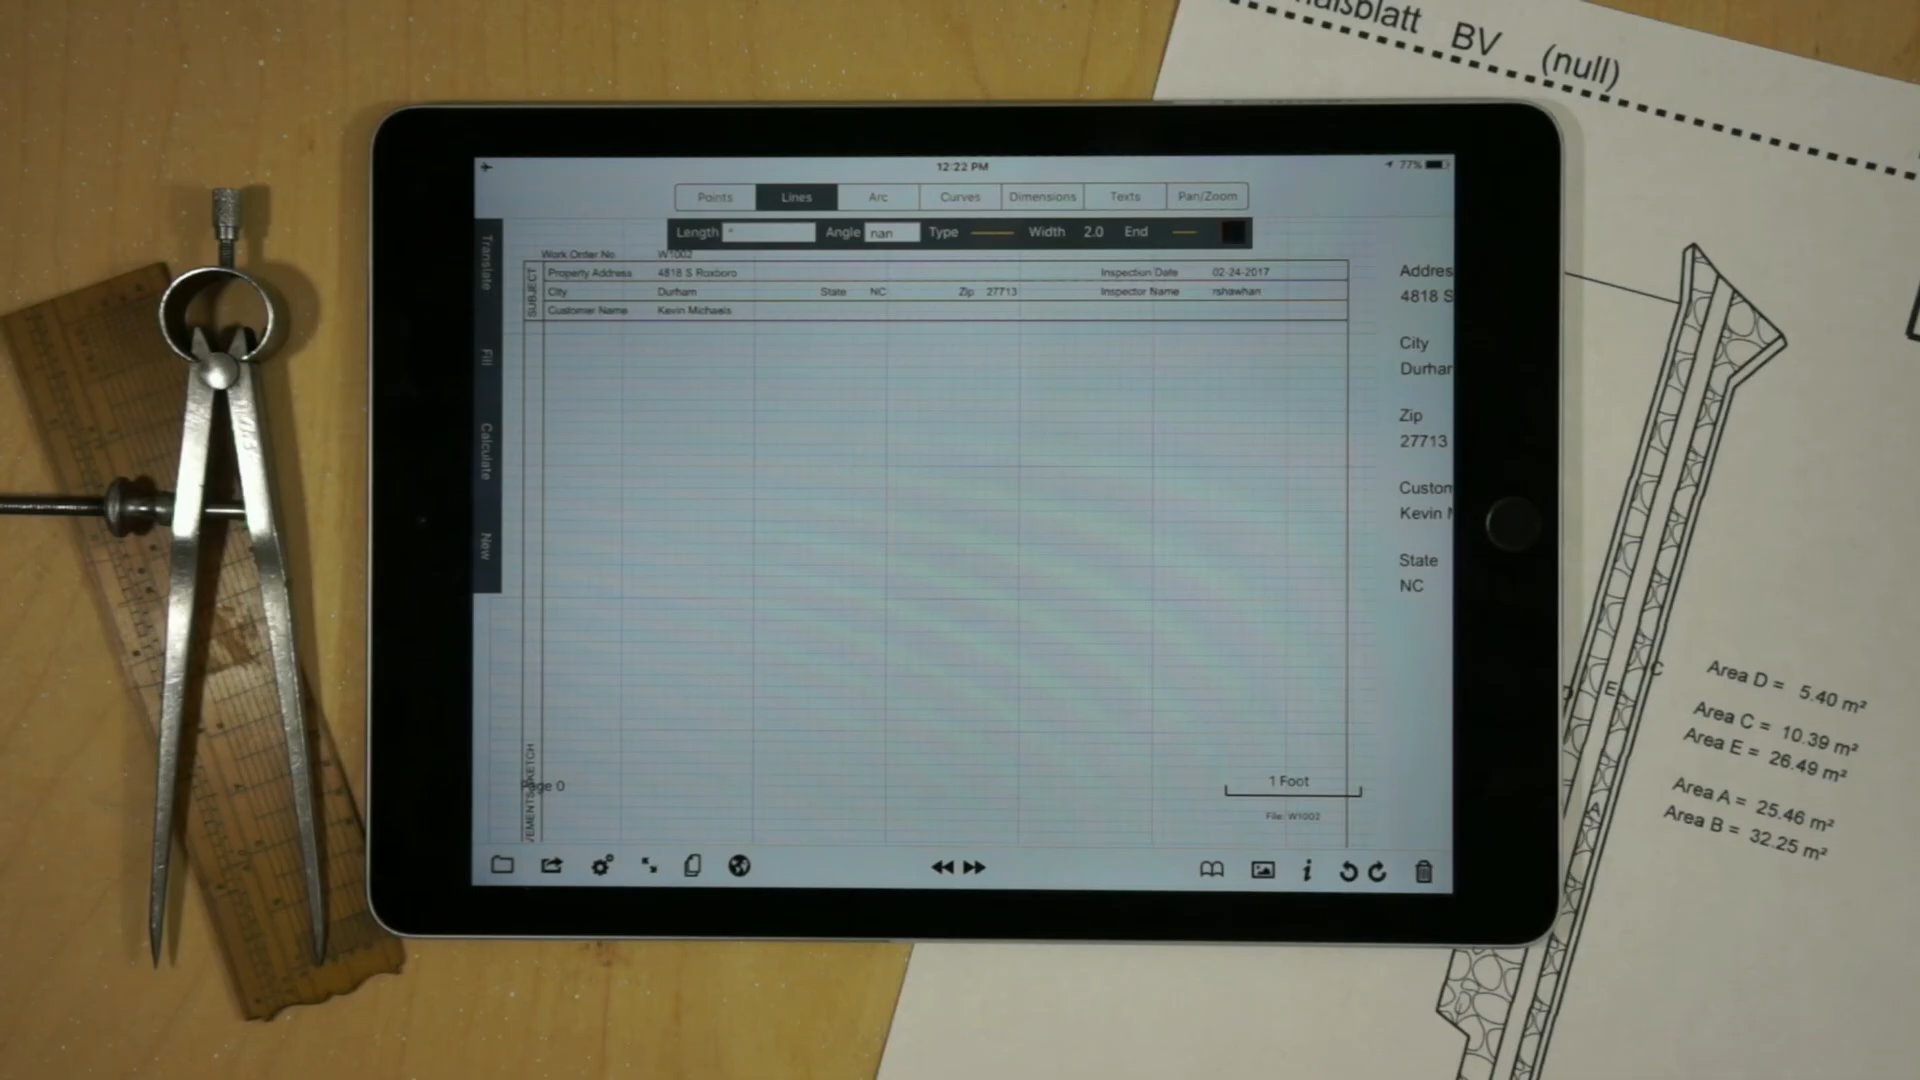 BV (null)
12:22 PM
77%
Points Lines Arc Curves Dimensions Texts Pan/Zoom
Length Angle nan Type Width 2.0 End
Translate
Fill
Calculate
New
Work Order No W1002
SUBJECT
Property Address 4818 S Roxboro Inspection Date 02-24-2017
City Durham State NC Zip 27713 Inspector Name rshawhan
Customer Name Kevin Michaels
Addres
4818 S
City
Durhar
Zip
27713
Custom
Kevin
State
NC
Page 0
1 Foot
File: W1002
C
E
A
Area D = 5.40 m²
Area C = 10.39 m²
Area E = 26.49 m²
Area A = 25.46 m²
Area B = 32.25 m²